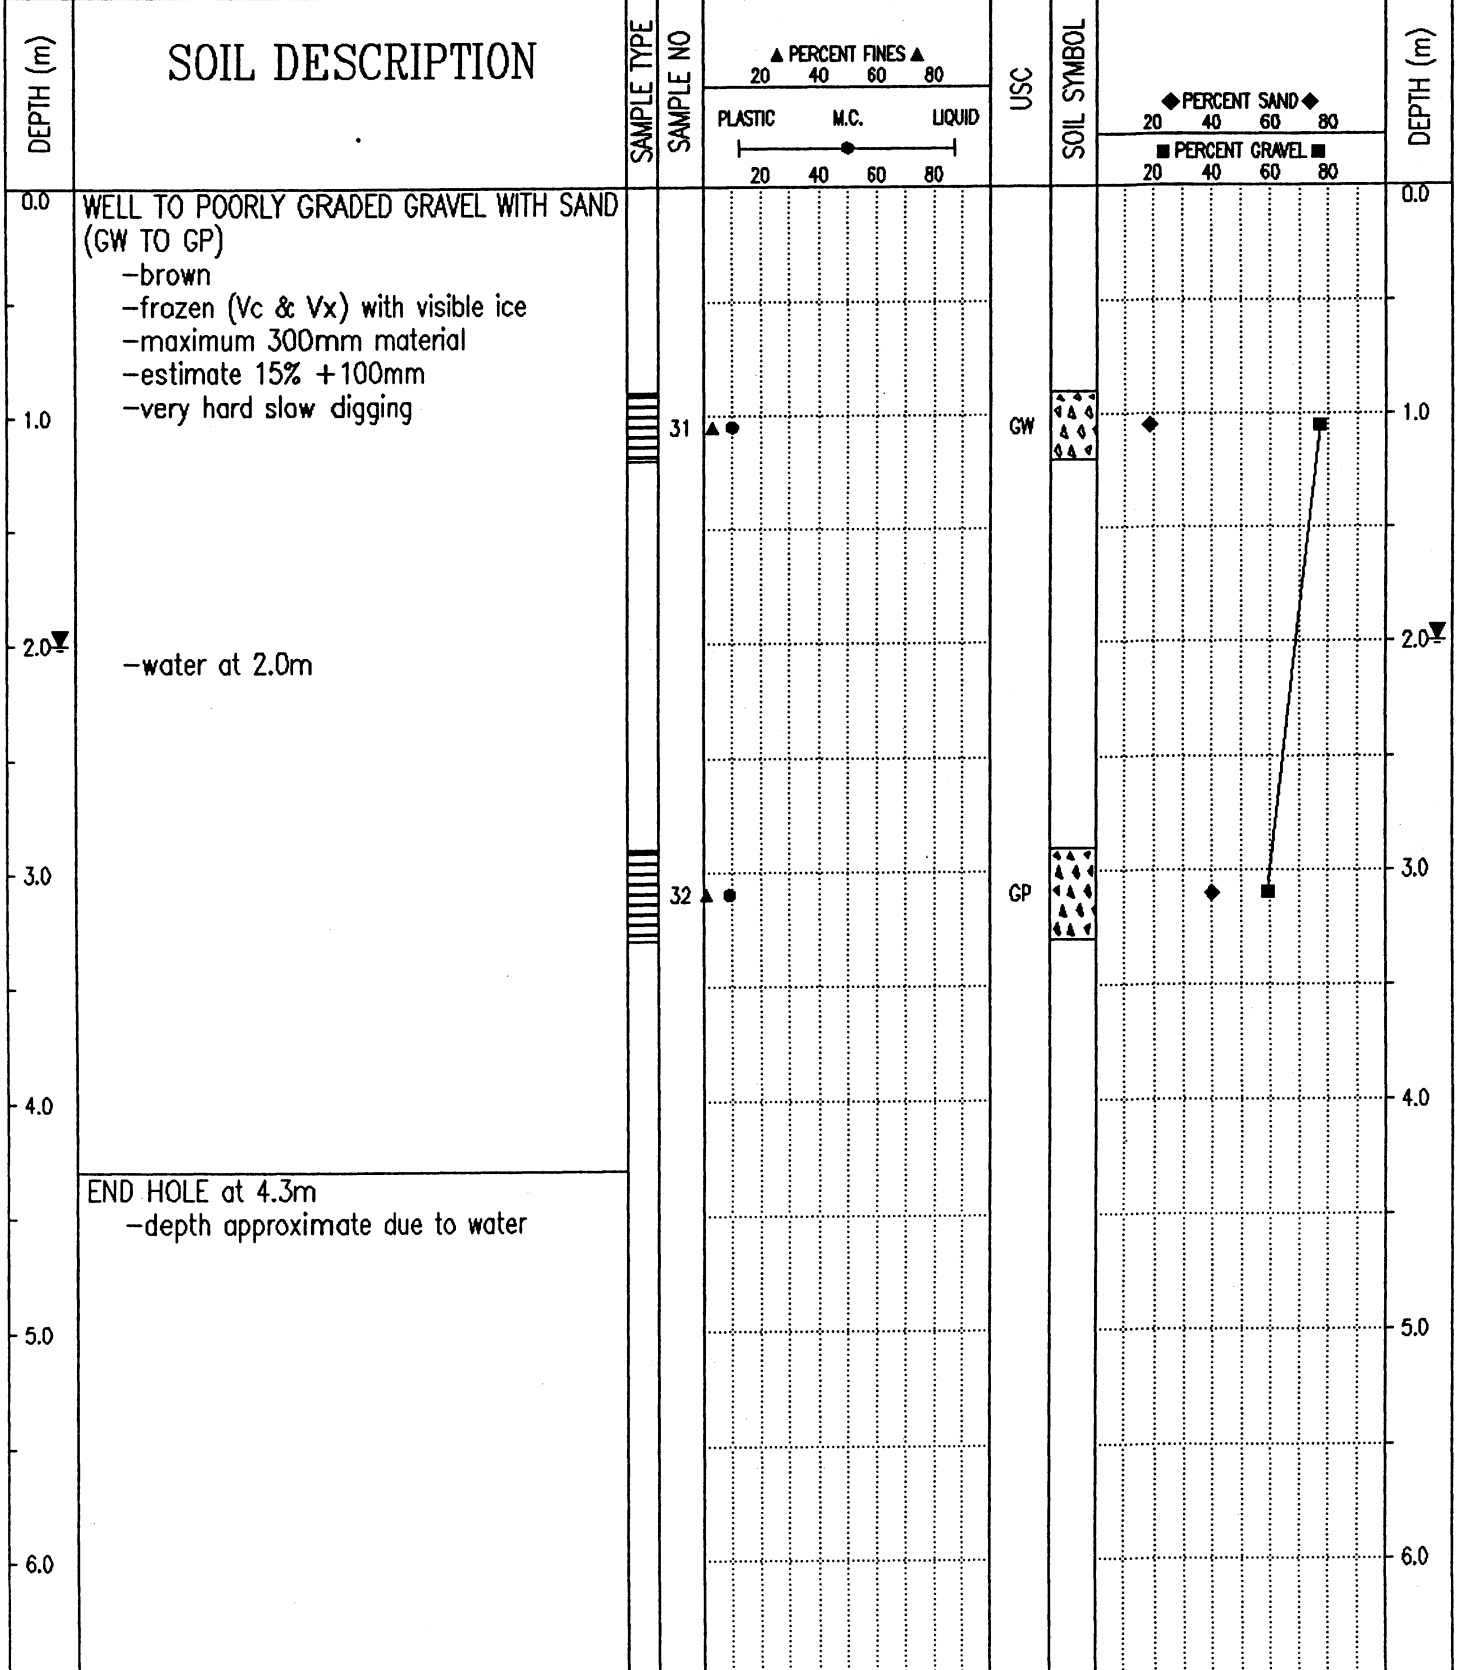 DEPTH (m)
SOIL DESCRIPTION
SAMPLE TYPE
SAMPLE NO
▲ PERCENT FINES ▲
20 40 60 80
PLASTIC M.C. LIQUID
20 40 60 80
USC
SOIL SYMBOL
◆ PERCENT SAND ◆
20 40 60 80
■ PERCENT GRAVEL ■
20 40 60 80
DEPTH (m)
0.0 WELL TO POORLY GRADED GRAVEL WITH SAND 0.0
(GW TO GP)
-brown
-frozen (Vc & Vx) with visible ice
-maximum 300mm material
-estimate 15% +100mm
-very hard slow digging
1.0 31 GW 1.0
2.0 2.0
-water at 2.0m
3.0 32 GP 3.0
4.0 4.0
END HOLE at 4.3m
-depth approximate due to water
5.0 5.0
6.0 6.0